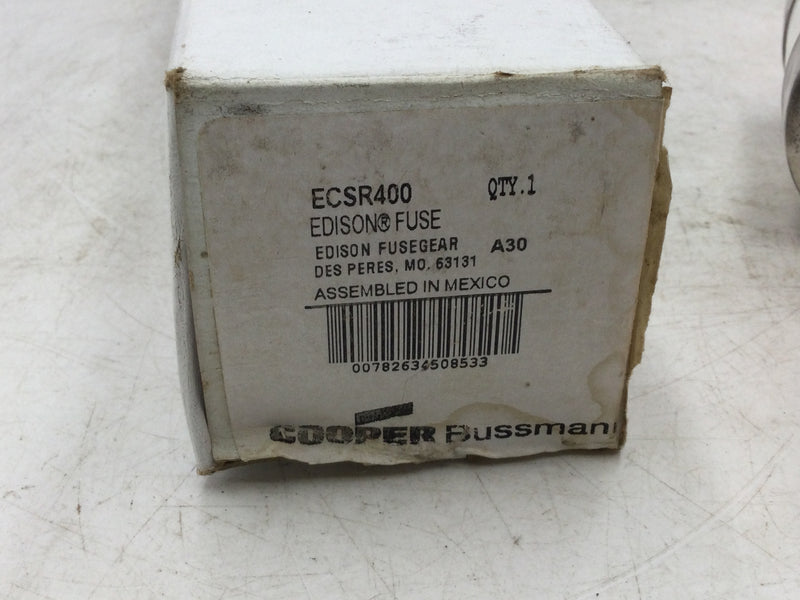 ECSR400 QTY.1
EDISON® FUSE
EDISON FUSEGEAR A30
DES PERES, MO. 63131
ASSEMBLED IN MEXICO
00782634508533
COOPER Bussmann